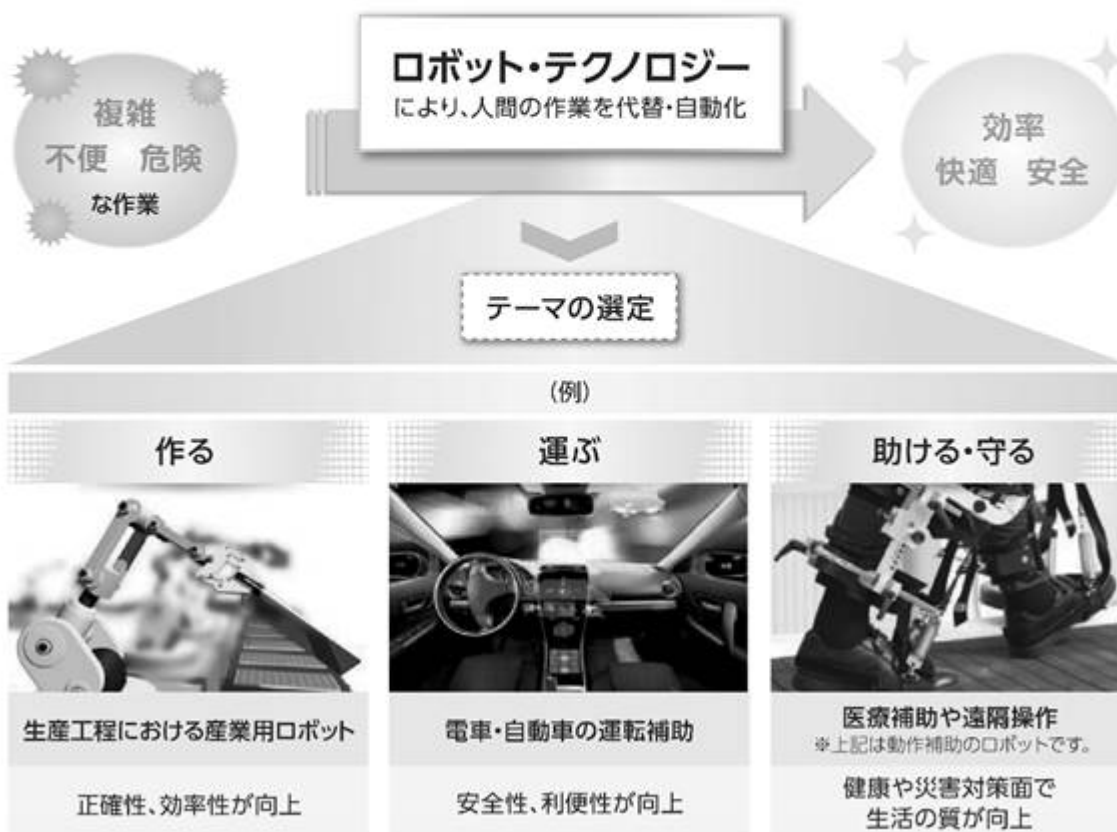 ロボット・テクノロジー
により、人間の作業を代替・自動化
複雑
不便 危険
な作業
効率
快適 安全
テーマの選定
(例)
作る
運ぶ
助ける・守る
生産工程における産業用ロボット
電車・自動車の運転補助
医療補助や遠隔操作
※上記は動作補助のロボットです。
正確性、効率性が向上
安全性、利便性が向上
健康や災害対策面で
生活の質が向上